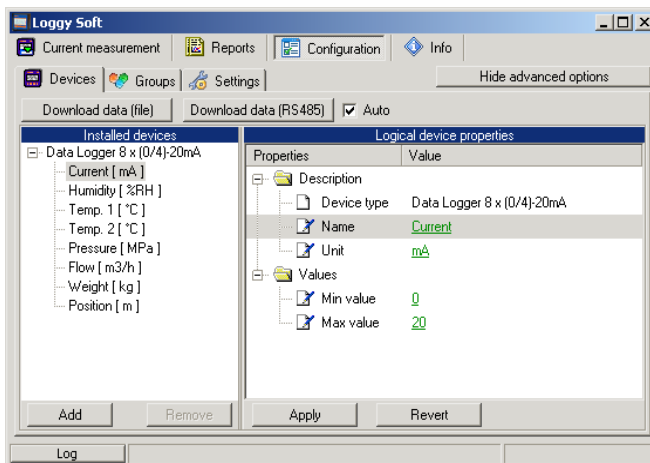 Loggy Soft
Current measurement Reports Configuration Info
Devices Groups Settings Hide advanced options
Download data (file) Download data (RS485) Auto
Installed devices Logical device properties
Data Logger 8 x (0/4)-20mA Properties Value
Current [ mA ] Description
Humidity [ %RH ] Device type Data Logger 8 x (0/4)-20mA
Temp. 1 [ °C ] Name Current
Temp. 2 [ °C ] Unit mA
Pressure [ MPa ] Values
Flow [ m3/h ] Min value 0
Weight [ kg ] Max value 20
Position [ m ]
Add Remove Apply Revert
Log